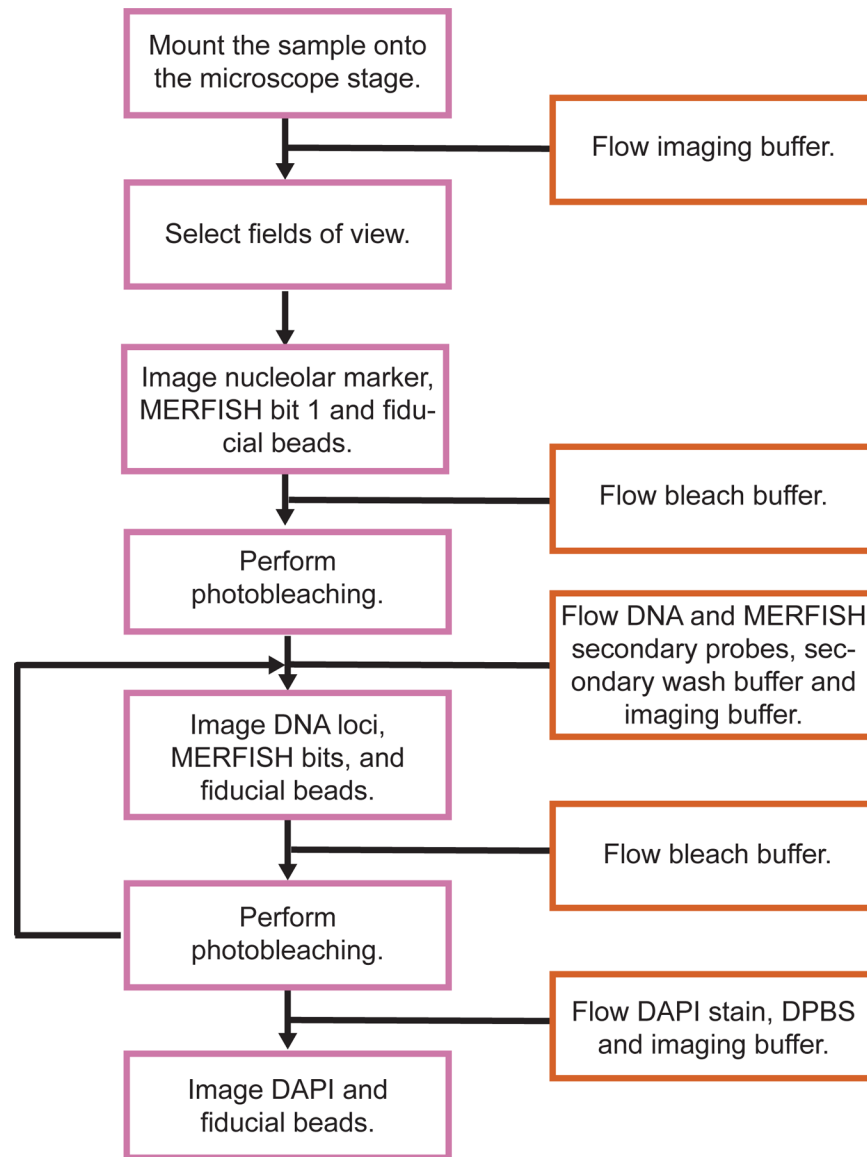 Mount the sample onto
the microscope stage.
Flow imaging buffer.
Select fields of view.
Image nucleolar marker,
MERFISH bit 1 and fidu-
cial beads.
Flow bleach buffer.
Perform
photobleaching.
Flow DNA and MERFISH
secondary probes, sec-
ondary wash buffer and
imaging buffer.
Image DNA loci,
MERFISH bits, and
fiducial beads.
Flow bleach buffer.
Perform
photobleaching.
Flow DAPI stain, DPBS
and imaging buffer.
Image DAPI and
fiducial beads.